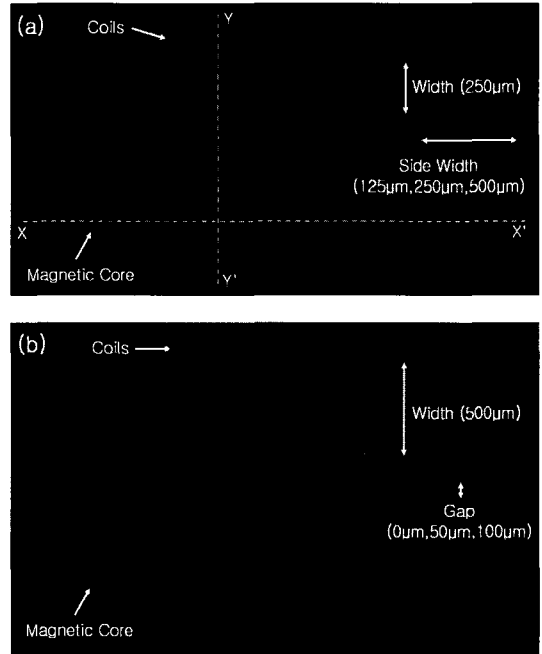 (a)
Coils
Y
Width (250μm)
Side Width
(125μm,250μm,500μm)
X
X'
Magnetic Core
Y'
(b)
Coils
Width (500μm)
Gap
(0μm,50μm,100μm)
Magnetic Core